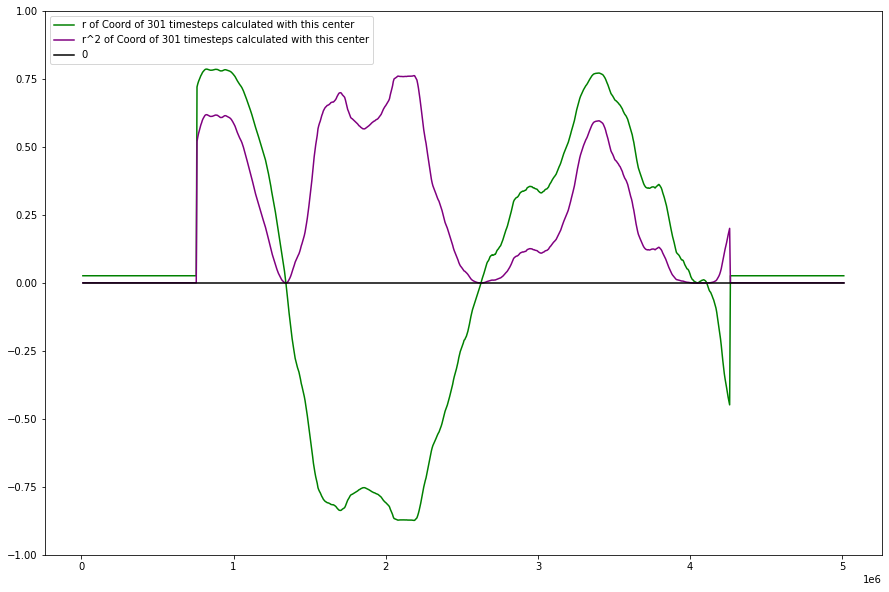 1.00
0.75
0.50
0.25
0.00
−0.25
−0.50
−0.75
−1.00
r of Coord of 301 timesteps calculated with this center
r^2 of Coord of 301 timesteps calculated with this center
0
0 1 2 3 4 5
1e6